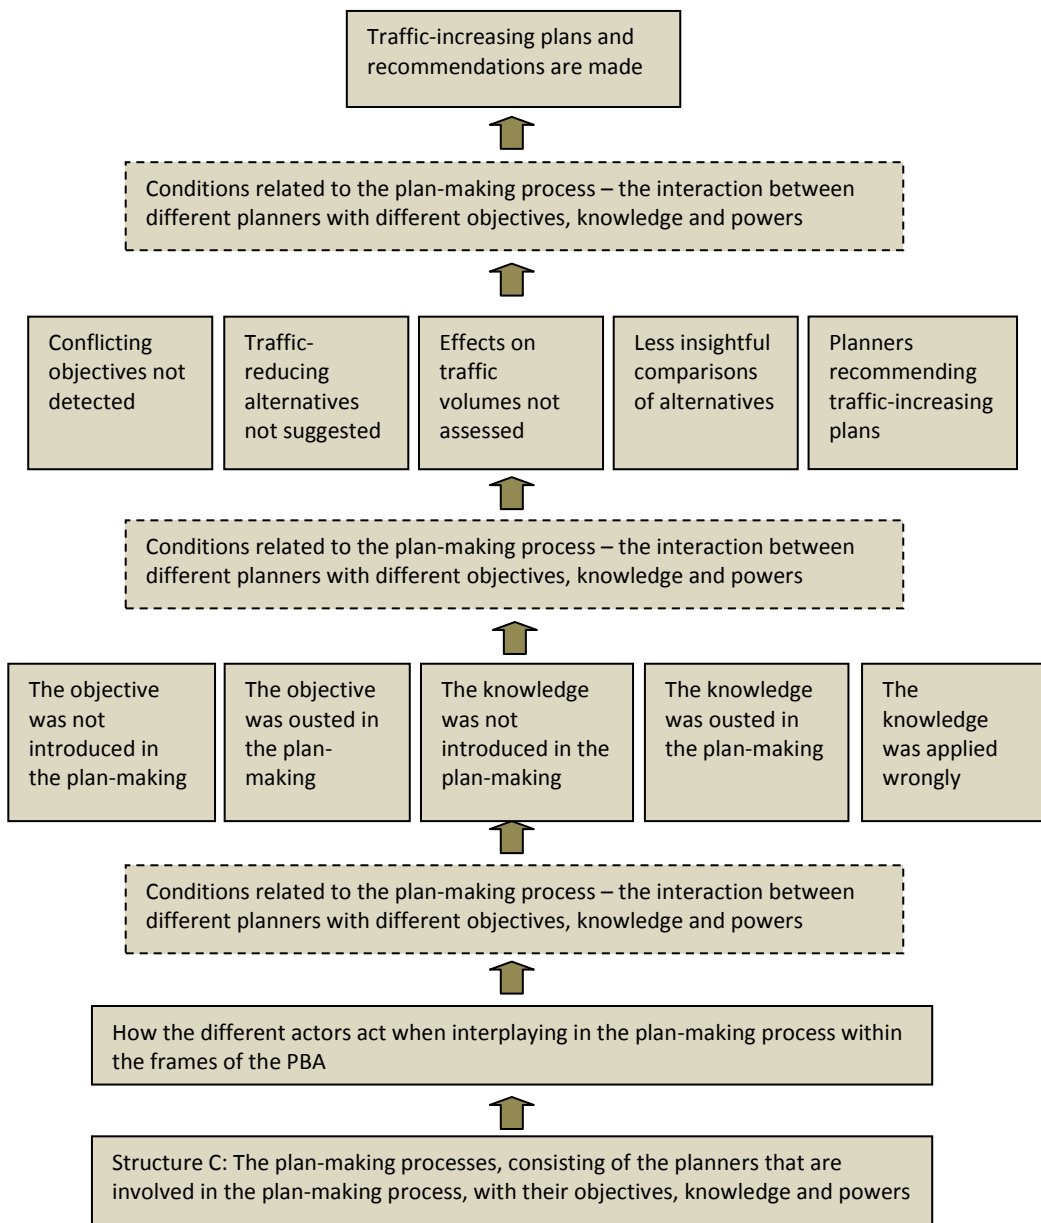 Traffic-increasing plans and
recommendations are made
Conditions related to the plan-making process – the interaction between
different planners with different objectives, knowledge and powers
Conflicting
objectives not
detected
Traffic-
reducing
alternatives
not suggested
Effects on
traffic
volumes not
assessed
Less insightful
comparisons
of alternatives
Planners
recommending
traffic-increasing
plans
Conditions related to the plan-making process – the interaction between
different planners with different objectives, knowledge and powers
The objective
was not
introduced in
the plan-making
The objective
was ousted in
the plan-
making
The knowledge
was not
introduced in the
plan-making
The knowledge
was ousted in
the plan-making
The
knowledge
was applied
wrongly
Conditions related to the plan-making process – the interaction between
different planners with different objectives, knowledge and powers
How the different actors act when interplaying in the plan-making process within
the frames of the PBA
Structure C: The plan-making processes, consisting of the planners that are
involved in the plan-making process, with their objectives, knowledge and powers